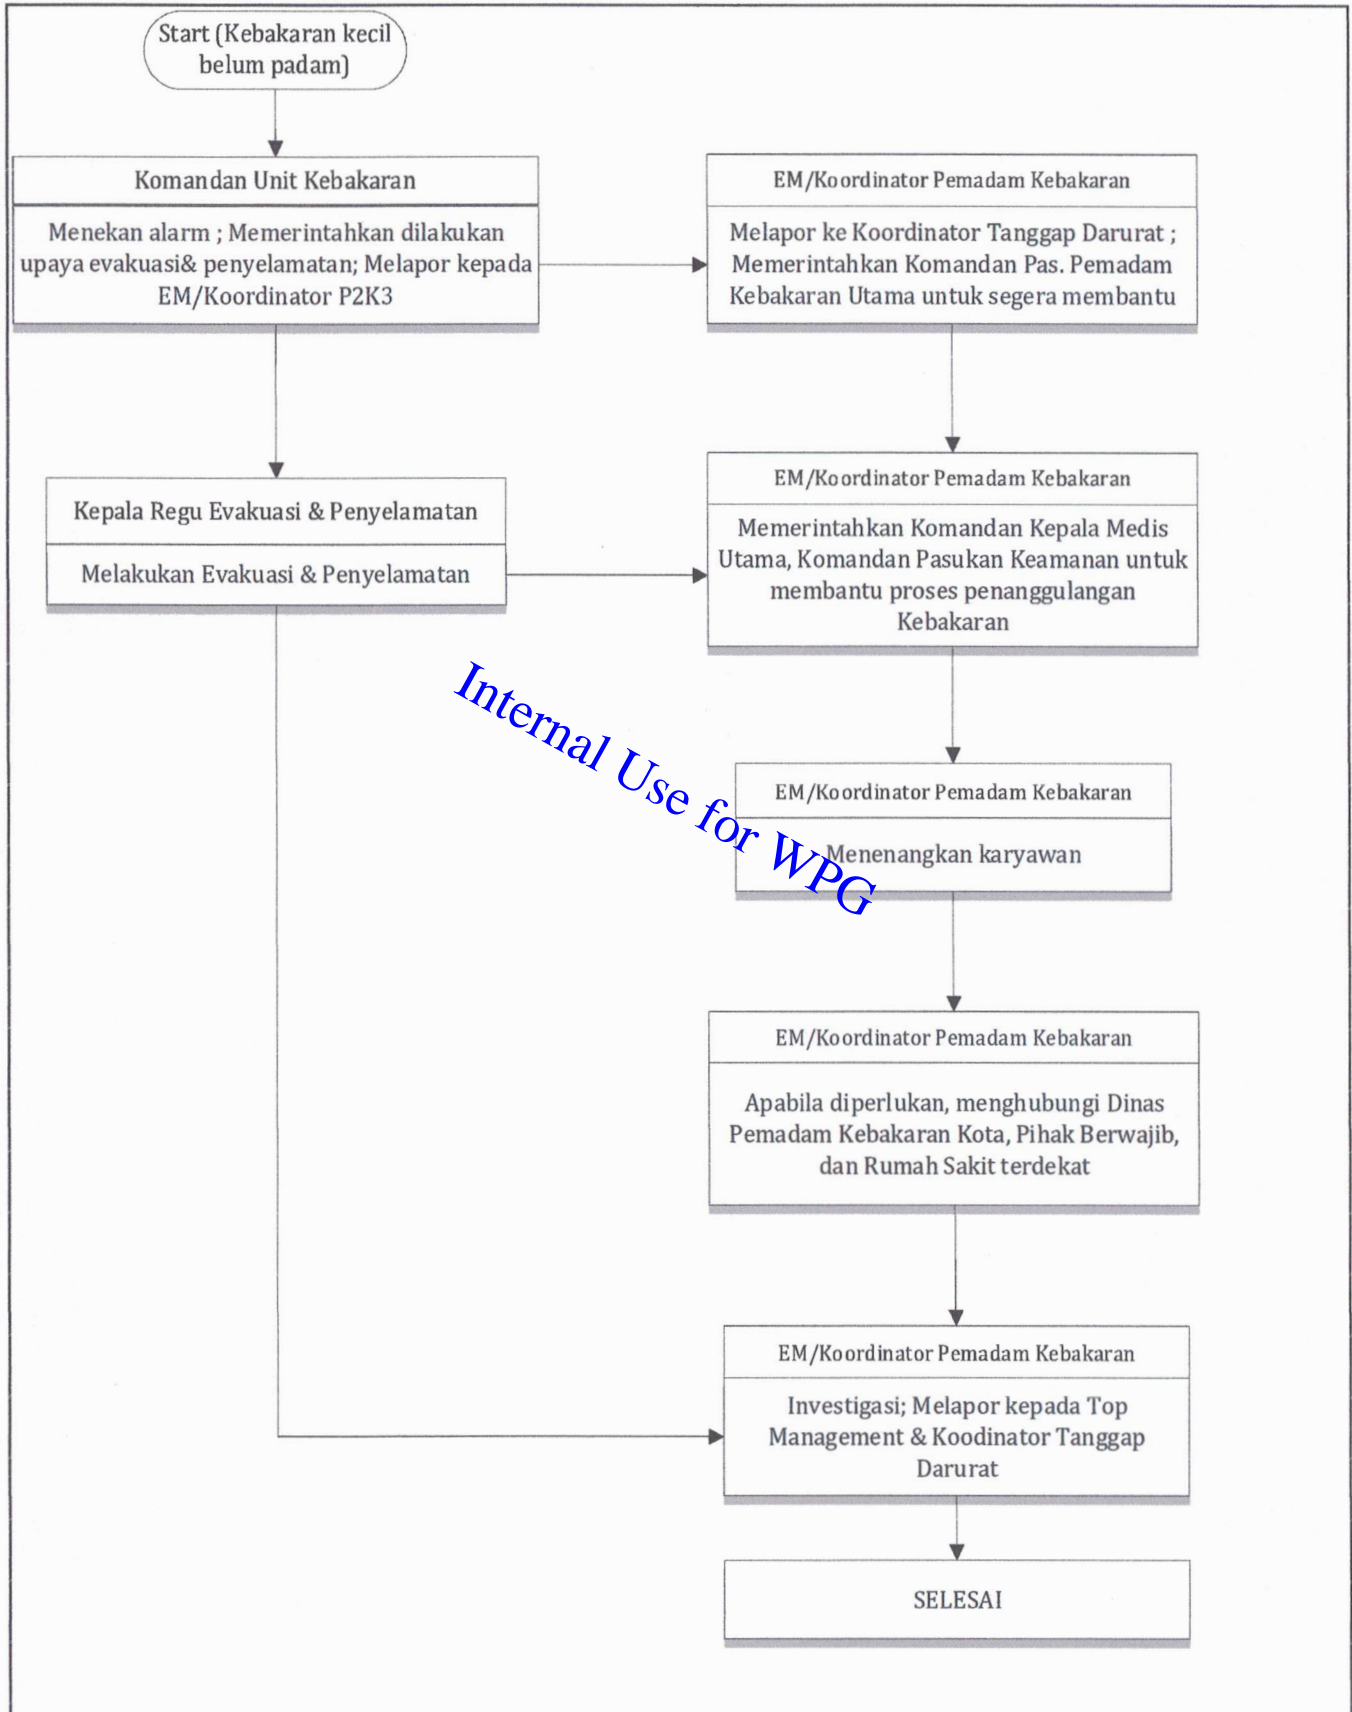 Start (Kebakaran kecil
belum padam)
Komandan Unit Kebakaran
Menekan alarm ; Memerintahkan dilakukan
upaya evakuasi& penyelamatan; Melapor kepada
EM/Koordinator P2K3
EM/Koordinator Pemadam Kebakaran
Melapor ke Koordinator Tanggap Darurat ;
Memerintahkan Komandan Pas. Pemadam
Kebakaran Utama untuk segera membantu
Kepala Regu Evakuasi & Penyelamatan
Melakukan Evakuasi & Penyelamatan
EM/Koordinator Pemadam Kebakaran
Memerintahkan Komandan Kepala Medis
Utama, Komandan Pasukan Keamanan untuk
membantu proses penanggulangan
Kebakaran
Internal Use for WPG
EM/Koordinator Pemadam Kebakaran
Menenangkan karyawan
EM/Koordinator Pemadam Kebakaran
Apabila diperlukan, menghubungi Dinas
Pemadam Kebakaran Kota, Pihak Berwajib,
dan Rumah Sakit terdekat
EM/Koordinator Pemadam Kebakaran
Investigasi; Melapor kepada Top
Management & Koodinator Tanggap
Darurat
SELESAI